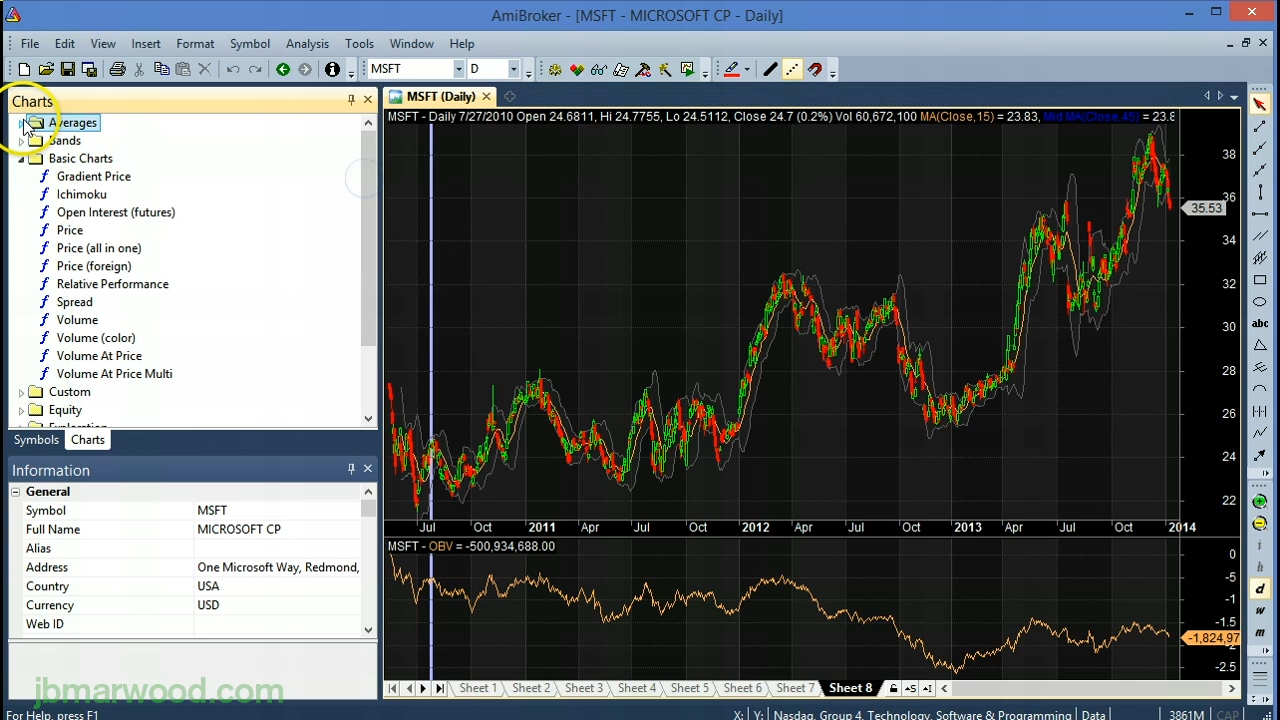 AmiBroker - [MSFT - MICROSOFT CP - Daily]
File Edit View Insert Format Symbol Analysis Tools Window Help
MSFT D
Charts
Averages
Bands
Basic Charts
Gradient Price
Ichimoku
Open Interest (futures)
Price
Price (all in one)
Price (foreign)
Relative Performance
Spread
Volume
Volume (color)
Volume At Price
Volume At Price Multi
Custom
Equity
Exploration
Symbols Charts
Information
General
Symbol MSFT
Full Name MICROSOFT CP
Alias
Address One Microsoft Way, Redmond,
Country USA
Currency USD
Web ID
jbmarwood.com
For Help, press F1
MSFT (Daily)
MSFT - Daily 7/27/2010 Open 24.6811, Hi 24.7755, Lo 24.5112, Close 24.7 (0.2%) Vol 60,672,100 MA(Close,15) = 23.83, Mid MA(Close,45) = 23.8
38
36
35.53
34
32
30
28
26
24
22
Jul Oct 2011 Apr Jul Oct 2012 Apr Jul Oct 2013 Apr Jul Oct 2014
MSFT - OBV = -500,934,688.00
0
-.5
-1
-1.5
-1,824,97
-2
-2.5
Sheet 1 Sheet 2 Sheet 3 Sheet 4 Sheet 5 Sheet 6 Sheet 7 Sheet 8
X: Y: Nasdaq, Group 4, Technology, Software & Programming Data 3861M CAP
abc
i
h
d
w
m